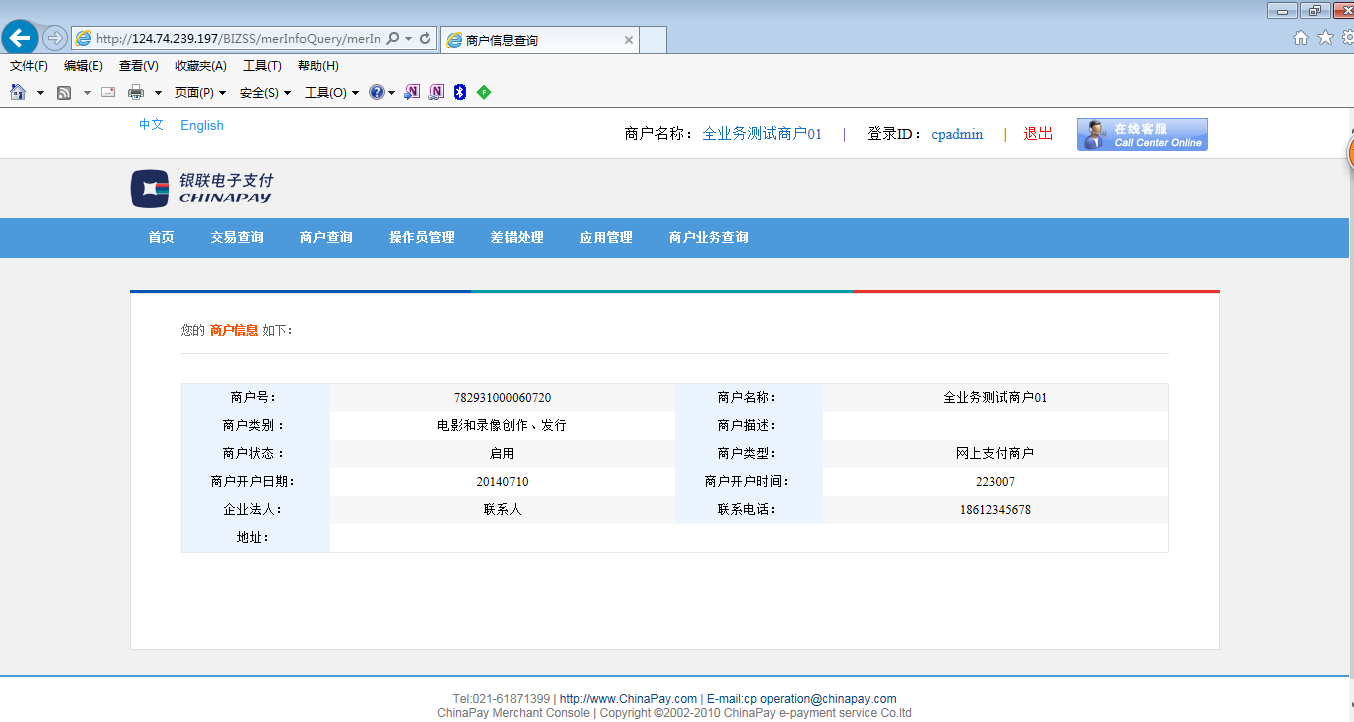 http://124.74.239.197/BIZSS/merInfoQuery/merIn 商户信息查询
文件(F) 编辑(E) 查看(V) 收藏夹(A) 工具(T) 帮助(H)
页面(P) 安全(S) 工具(O)
中文 English
商户名称： 全业务测试商户01 | 登录ID： cpadmin | 退出 在线客服
Call Center Online
银联电子支付
CHINAPAY
首页 交易查询 商户查询 操作员管理 差错处理 应用管理 商户业务查询
您的 商户信息 如下：
商户号： 782931000060720 商户名称： 全业务测试商户01
商户类别： 电影和录像创作、发行 商户描述：
商户状态： 启用 商户类型： 网上支付商户
商户开户日期： 20140710 商户开户时间： 223007
企业法人： 联系人 联系电话： 18612345678
地址：
Tel:021-61871399 | http://www.ChinaPay.com | E-mail:cp operation@chinapay.com
ChinaPay Merchant Console | Copyright ©2002-2010 ChinaPay e-payment service Co.ltd